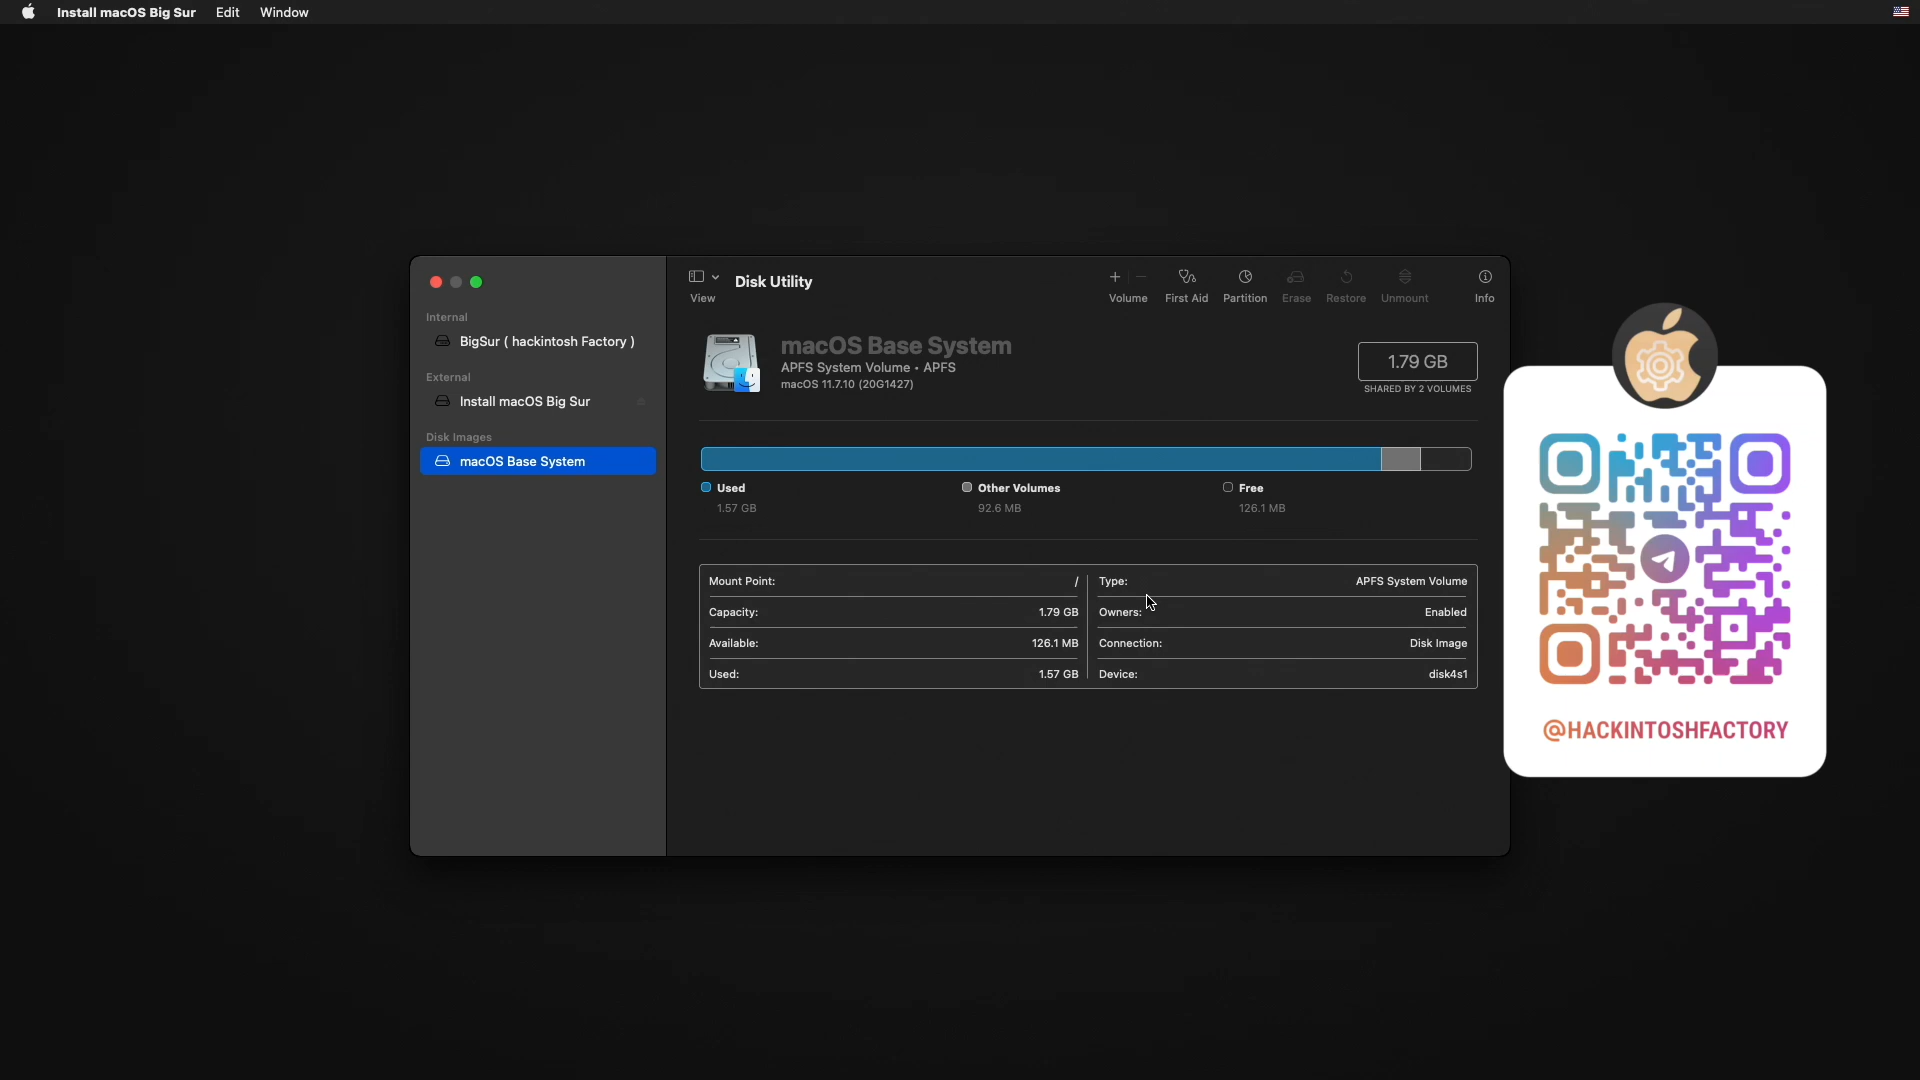 Install macOS Big Sur Edit Window
View
Disk Utility
Volume First Aid Partition Erase Restore Unmount Info
Internal
BigSur ( hackintosh Factory )
External
Install macOS Big Sur
Disk Images
macOS Base System
macOS Base System
APFS System Volume • APFS
macOS 11.7.10 (20G1427)
1.79 GB
SHARED BY 2 VOLUMES
Used
1.57 GB
Other Volumes
92.6 MB
Free
126.1 MB
Mount Point: /
Capacity: 1.79 GB
Available: 126.1 MB
Used: 1.57 GB
Type: APFS System Volume
Owners: Enabled
Connection: Disk Image
Device: disk4s1
@HACKINTOSHFACTORY